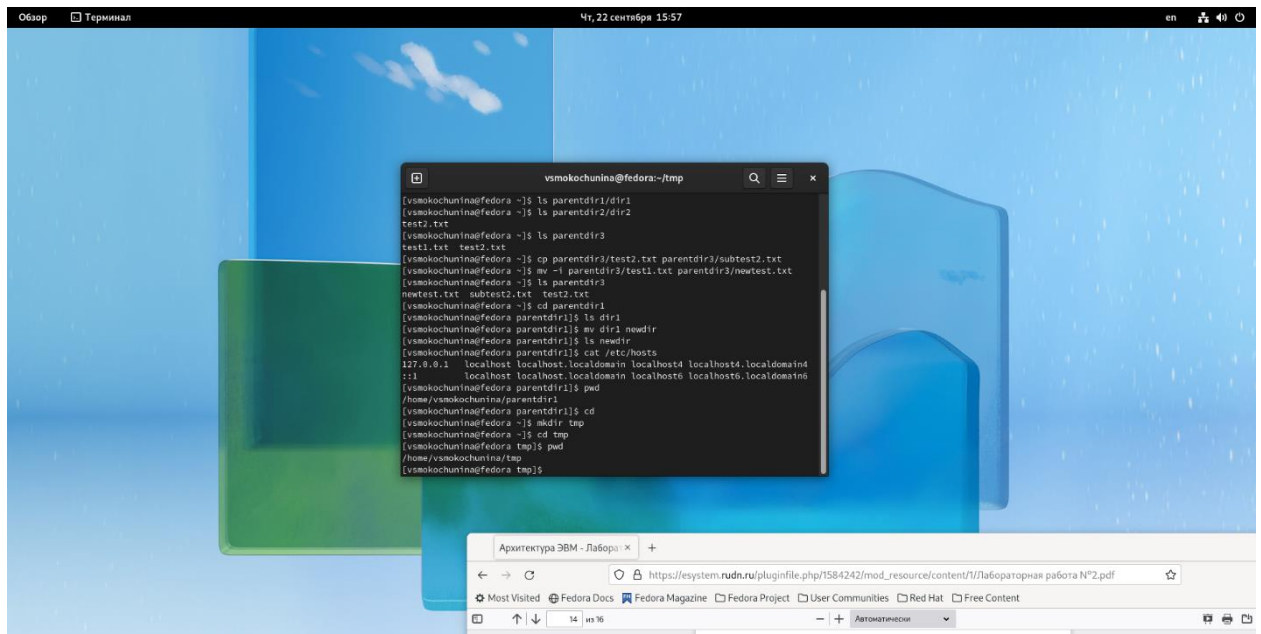 Обзор Терминал Чт, 22 сентября 15:57 en
vsmokochunina@fedora:~/tmp
[vsmokochunina@fedora ~]$ ls parentdir1/dir1
[vsmokochunina@fedora ~]$ ls parentdir2/dir2
test2.txt
[vsmokochunina@fedora ~]$ ls parentdir3
test1.txt  test2.txt
[vsmokochunina@fedora ~]$ cp parentdir3/test2.txt parentdir3/subtest2.txt
[vsmokochunina@fedora ~]$ mv -i parentdir3/test1.txt parentdir3/newtest.txt
[vsmokochunina@fedora ~]$ ls parentdir3
newtest.txt  subtest2.txt  test2.txt
[vsmokochunina@fedora ~]$ cd parentdir1
[vsmokochunina@fedora parentdir1]$ ls dir1
[vsmokochunina@fedora parentdir1]$ mv dir1 newdir
[vsmokochunina@fedora parentdir1]$ ls newdir
[vsmokochunina@fedora parentdir1]$ cat /etc/hosts
127.0.0.1   localhost localhost.localdomain localhost4 localhost4.localdomain4
::1         localhost localhost.localdomain localhost6 localhost6.localdomain6
[vsmokochunina@fedora parentdir1]$ pwd
/home/vsmokochunina/parentdir1
[vsmokochunina@fedora parentdir1]$ cd
[vsmokochunina@fedora ~]$ mkdir tmp
[vsmokochunina@fedora ~]$ cd tmp
[vsmokochunina@fedora tmp]$ pwd
/home/vsmokochunina/tmp
[vsmokochunina@fedora tmp]$
Архитектура ЭВМ - Лабора
https://esystem.rudn.ru/pluginfile.php/1584242/mod_resource/content/1/Лабораторная работа №2.pdf
Most Visited Fedora Docs Fedora Magazine Fedora Project User Communities Red Hat Free Content
14 из 16 Автоматически